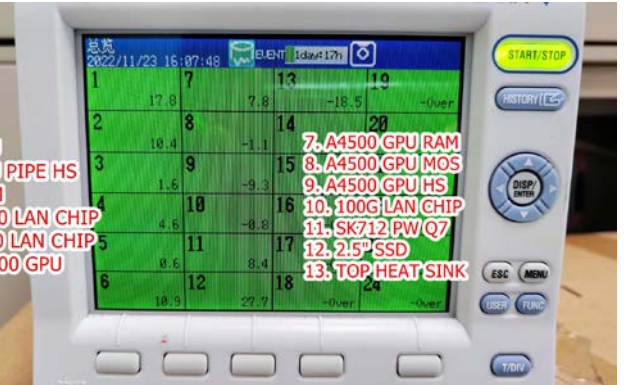 总览
2022/11/23 16:07:48 EVENT 1day#17h
1 7 13 19
17.8 7.8 -18.5 -Over
2 8 14 20
10.4 -1.1
3 9 15
1.6 -9.3
4 10 16
4.6 -0.8
5 11 17
0.6 8.4
6 12 18 24
10.9 27.7 -Over -Over
PIPE HS
0 LAN CHIP
0 LAN CHIP
00 GPU
7. A4500 GPU RAM
8. A4500 GPU MOS
9. A4500 GPU HS
10. 100G LAN CHIP
11. SK712 PW Q7
12. 2.5" SSD
13. TOP HEAT SINK
START/STOP
HISTORY
DISP/
ENTER
ESC MENU
USER FUNC
T/DIV